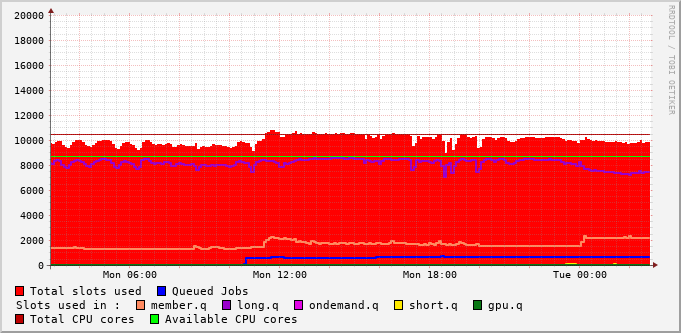 20000
18000
16000
14000
12000
10000
8000
6000
4000
2000
0
Mon 06:00 Mon 12:00 Mon 18:00 Tue 00:00
RRDTOOL / TOBI OETIKER
Total slots used Queued Jobs
Slots used in : member.q long.q ondemand.q short.q gpu.q
Total CPU cores Available CPU cores